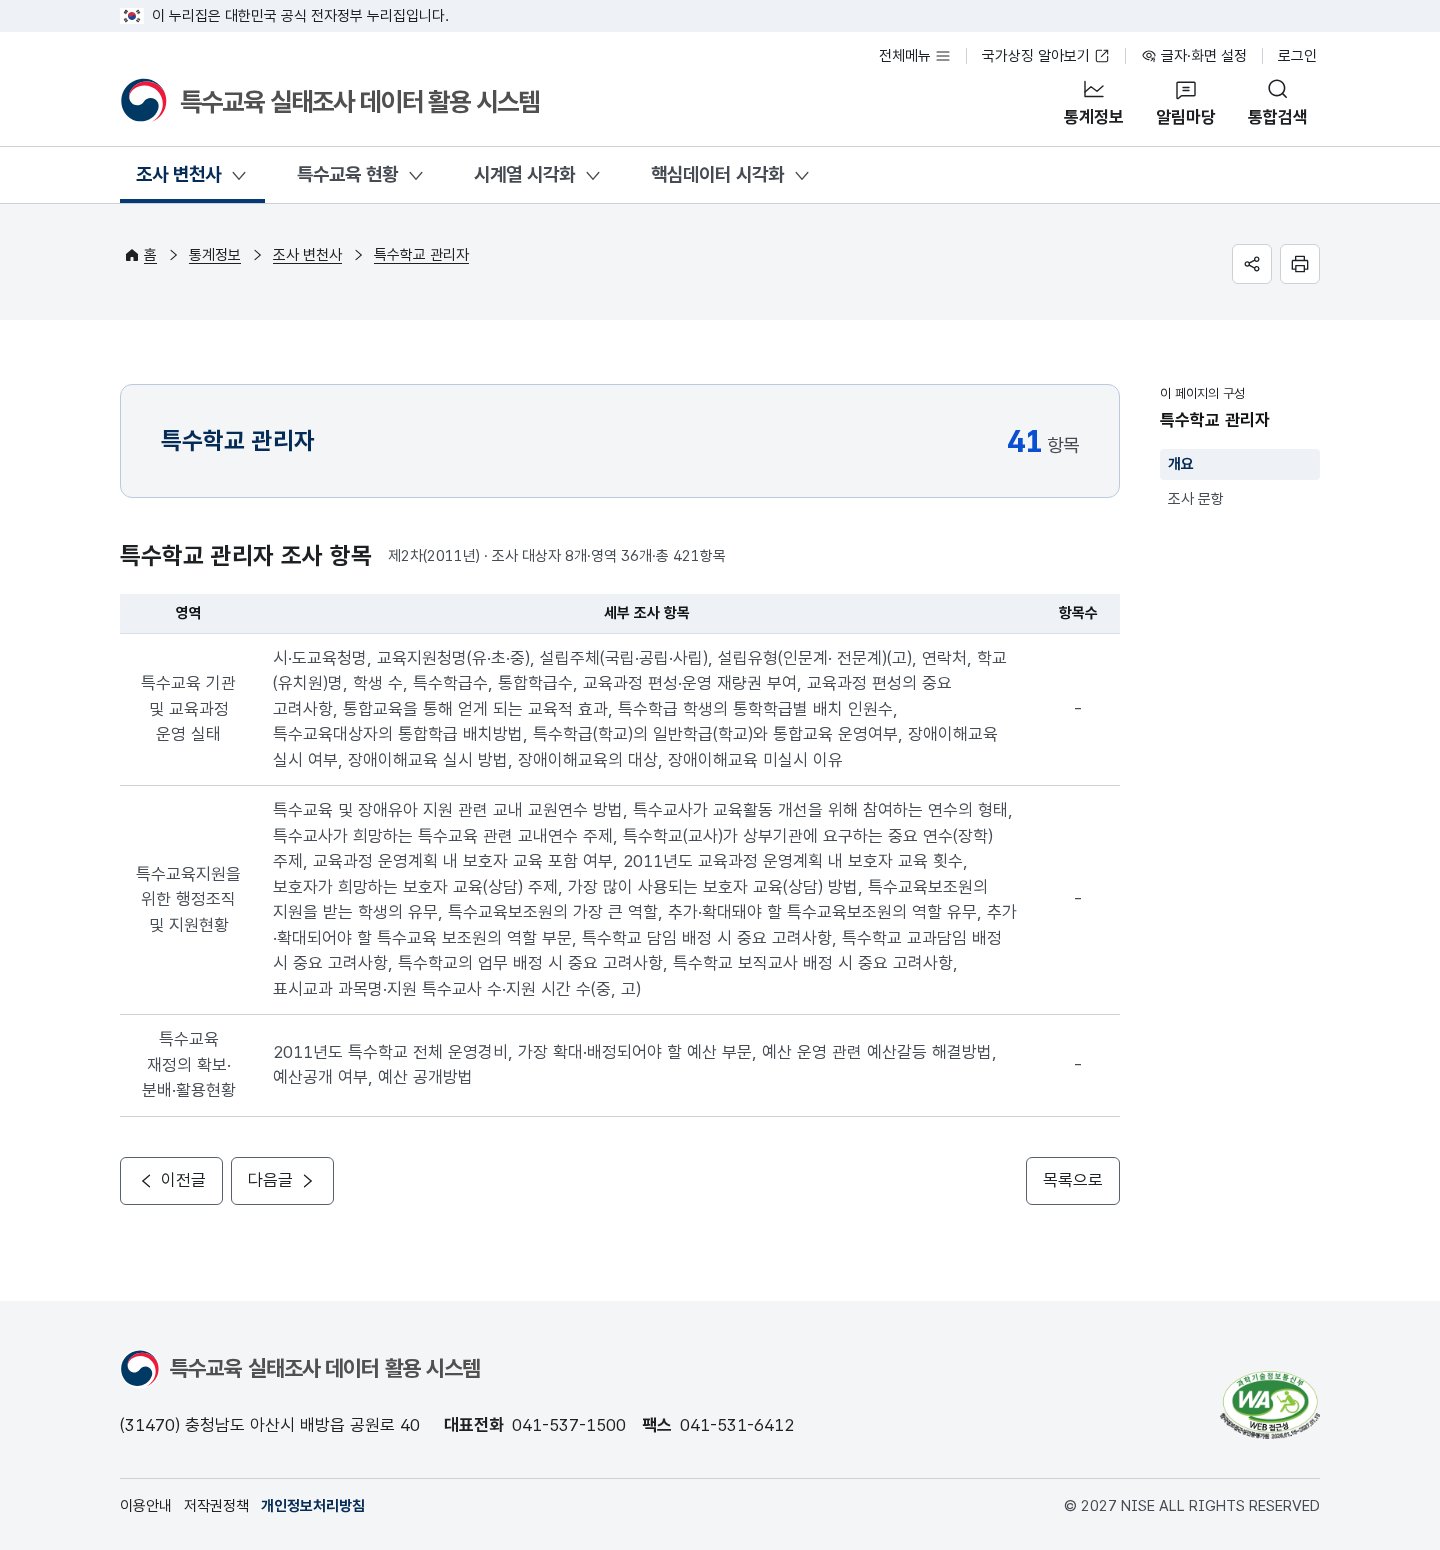 이 누리집은 대한민국 공식 전자정부 누리집입니다.
전체메뉴
국가상징 알아보기
글자·화면 설정
로그인
특수교육 실태조사 데이터 활용 시스템
통계정보
알림마당
통합검색
조사 변천사
특수교육 현황
시계열 시각화
핵심데이터 시각화
홈
통계정보
조사 변천사
특수학교 관리자
특수학교 관리자
41 항목
이 페이지의 구성
특수학교 관리자
개요
조사 문항
특수학교 관리자 조사 항목
제2차(2011년) · 조사 대상자 8개·영역 36개·총 421항목
영역
세부 조사 항목
항목수
특수교육 기관
및 교육과정
운영 실태
시·도교육청명, 교육지원청명(유·초·중), 설립주체(국립·공립·사립), 설립유형(인문계· 전문계)(고), 연락처, 학교
(유치원)명, 학생 수, 특수학급수, 통합학급수, 교육과정 편성·운영 재량권 부여, 교육과정 편성의 중요
고려사항, 통합교육을 통해 얻게 되는 교육적 효과, 특수학급 학생의 통학학급별 배치 인원수,
특수교육대상자의 통합학급 배치방법, 특수학급(학교)의 일반학급(학교)와 통합교육 운영여부, 장애이해교육
실시 여부, 장애이해교육 실시 방법, 장애이해교육의 대상, 장애이해교육 미실시 이유
-
특수교육지원을
위한 행정조직
및 지원현황
특수교육 및 장애유아 지원 관련 교내 교원연수 방법, 특수교사가 교육활동 개선을 위해 참여하는 연수의 형태,
특수교사가 희망하는 특수교육 관련 교내연수 주제, 특수학교(교사)가 상부기관에 요구하는 중요 연수(장학)
주제, 교육과정 운영계획 내 보호자 교육 포함 여부, 2011년도 교육과정 운영계획 내 보호자 교육 횟수,
보호자가 희망하는 보호자 교육(상담) 주제, 가장 많이 사용되는 보호자 교육(상담) 방법, 특수교육보조원의
지원을 받는 학생의 유무, 특수교육보조원의 가장 큰 역할, 추가·확대돼야 할 특수교육보조원의 역할 유무, 추가
·확대되어야 할 특수교육 보조원의 역할 부문, 특수학교 담임 배정 시 중요 고려사항, 특수학교 교과담임 배정
시 중요 고려사항, 특수학교의 업무 배정 시 중요 고려사항, 특수학교 보직교사 배정 시 중요 고려사항,
표시교과 과목명·지원 특수교사 수·지원 시간 수(중, 고)
-
특수교육
재정의 확보·
분배·활용현황
2011년도 특수학교 전체 운영경비, 가장 확대·배정되어야 할 예산 부문, 예산 운영 관련 예산갈등 해결방법,
예산공개 여부, 예산 공개방법
-
이전글
다음글
목록으로
특수교육 실태조사 데이터 활용 시스템
(31470) 충청남도 아산시 배방읍 공원로 40 대표전화 041-537-1500 팩스 041-531-6412
과학기술정보통신부
WA
WEB 접근성
이용안내
저작권정책
개인정보처리방침
© 2027 NISE ALL RIGHTS RESERVED